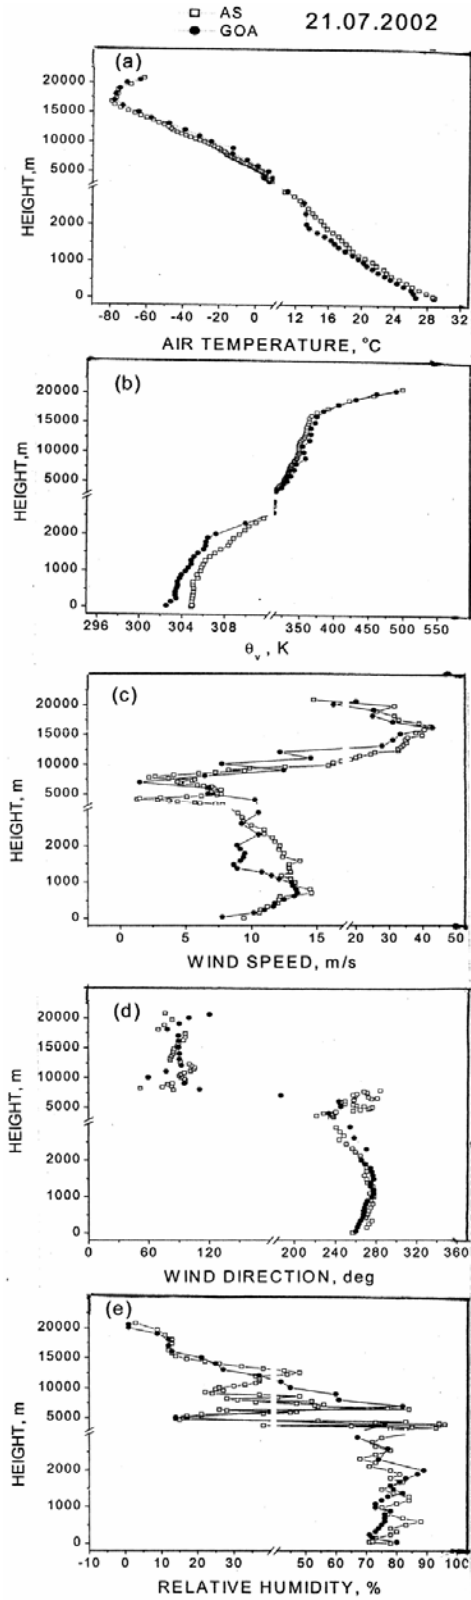 AS
GOA
21.07.2002
(a)
HEIGHT,m
20000
15000
10000
5000
2000
1000
0
-80 -60 -40 -20 0 12 16 20 24 28 32
AIR TEMPERATURE, °C
(b)
HEIGHT,m
20000
15000
10000
5000
2000
1000
0
296 300 304 308 350 400 450 500 550
θv, K
(c)
HEIGHT, m
20000
15000
10000
5000
2000
1000
0
0 5 10 15 20 30 40 50
WIND SPEED, m/s
(d)
HEIGHT, m
20000
15000
10000
5000
2000
1000
0
0 60 120 200 240 280 320 360
WIND DIRECTION, deg
(e)
HEIGHT, m
20000
15000
10000
5000
2000
1000
0
-10 0 10 20 30 60 70 80 90 100
RELATIVE HUMIDITY, %